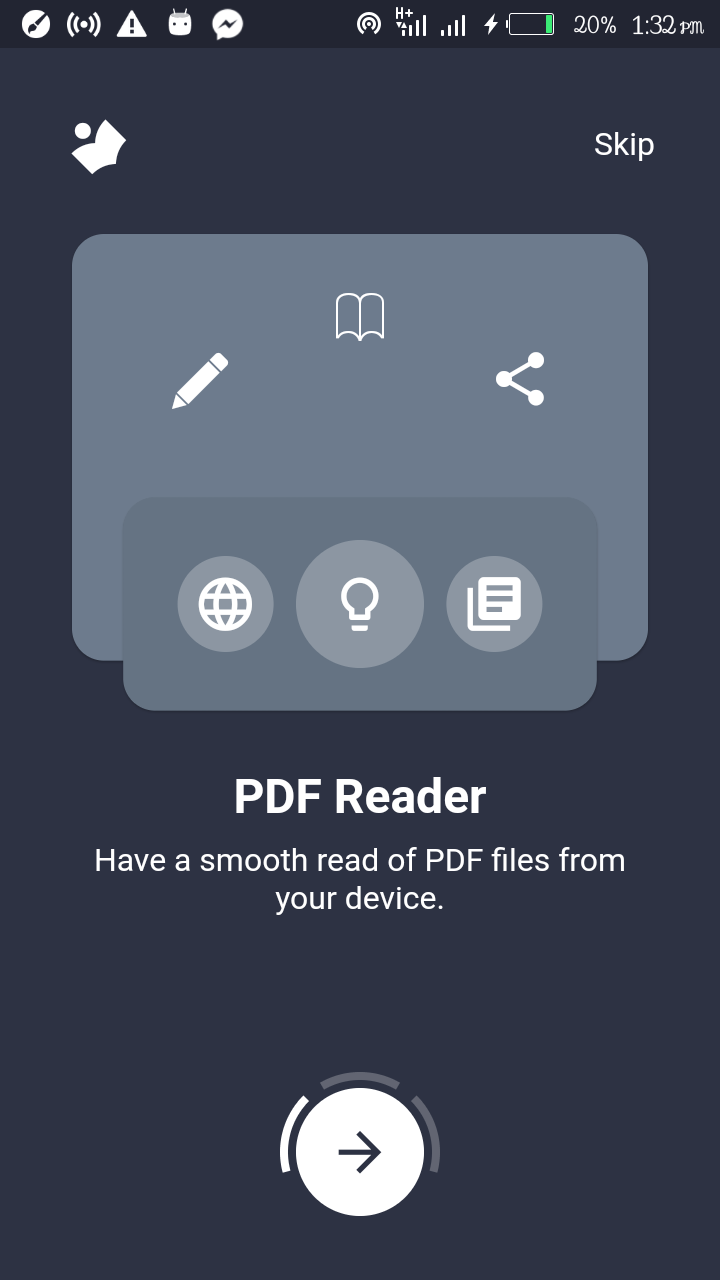 H+ 20% 1:32 pm
Skip
PDF Reader
Have a smooth read of PDF files from
your device.